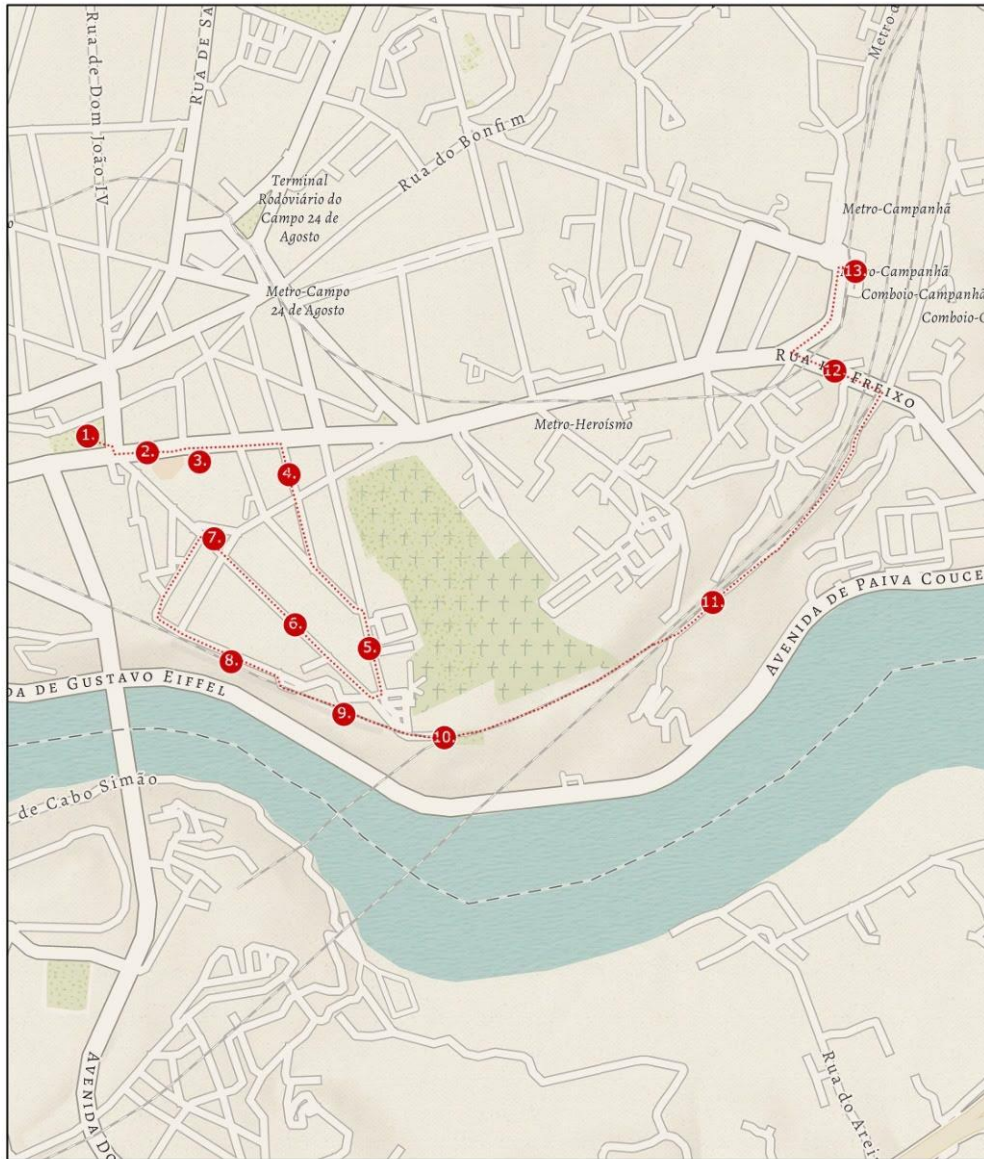 Rua de Dom João IV
RUA DE SA
Metro d
Rua do Bonfim
Terminal
Rodoviário do
Campo 24 de
Agosto
Metro-Campanhã
o
13.
o-Campanhã
Comboio-Campanhã
Comboio-C
Metro-Campo
24 de Agosto
RUA
FREIXO
12.
Metro-Heroísmo
1.
2.
3.
4.
7.
AVENIDA DE PAIVA COUCE
11.
6.
5.
8.
DA DE GUSTAVO EIFFEL
9.
10.
de Cabo Simão
AVENIDA DO
Rua do Arei